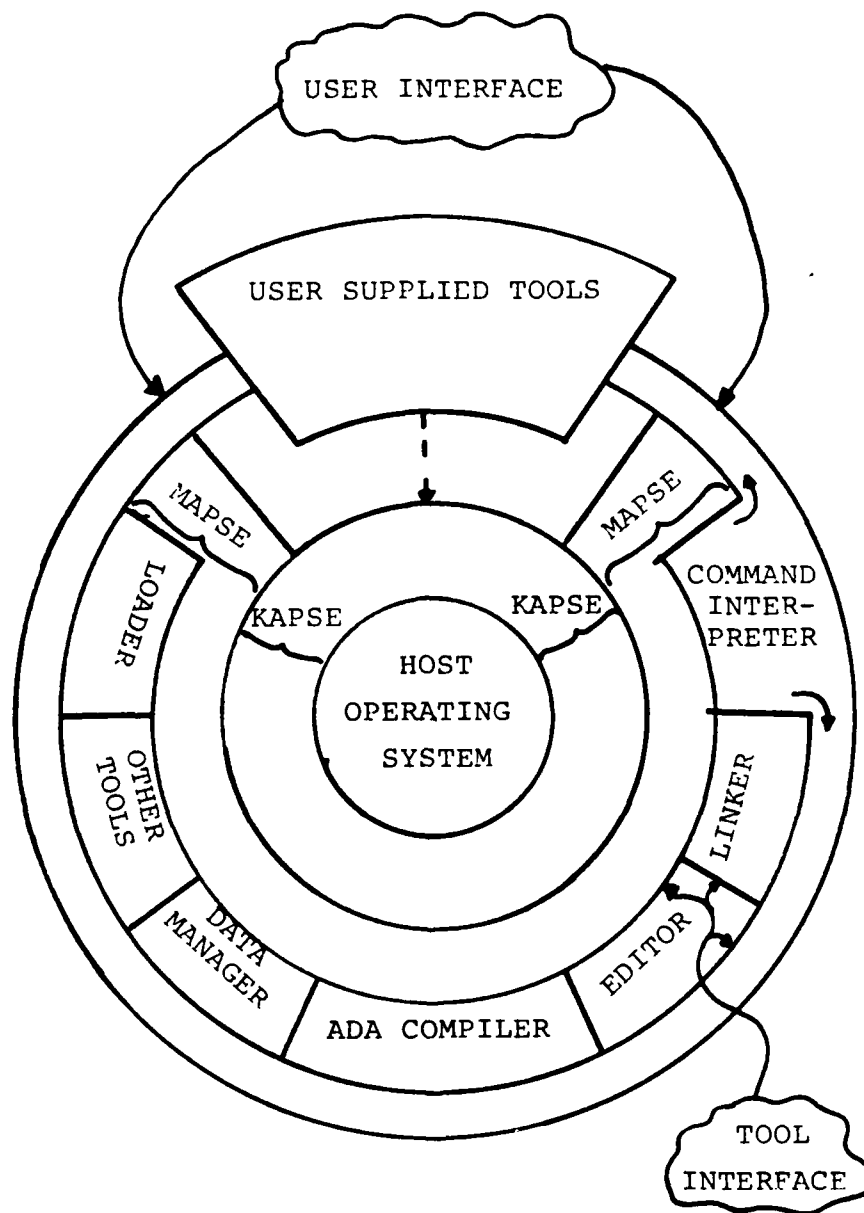 USER INTERFACE
USER SUPPLIED TOOLS
MAPSE
MAPSE
LOADER
KAPSE
KAPSE
COMMAND
INTER-
PRETER
HOST
OPERATING
SYSTEM
OTHER
TOOLS
LINKER
DATA
MANAGER
EDITOR
ADA COMPILER
TOOL
INTERFACE